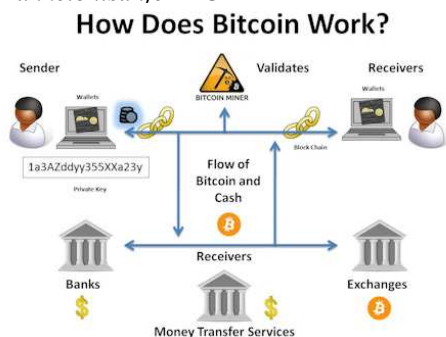 How Does Bitcoin Work?
Sender
Validates
Receivers
Wallets
BITCOIN MINER
Wallets
1a3AZddyy355XXa23y
Private Key
Block Chain
Flow of
Bitcoin and
Cash
Receivers
Banks
Exchanges
Money Transfer Services